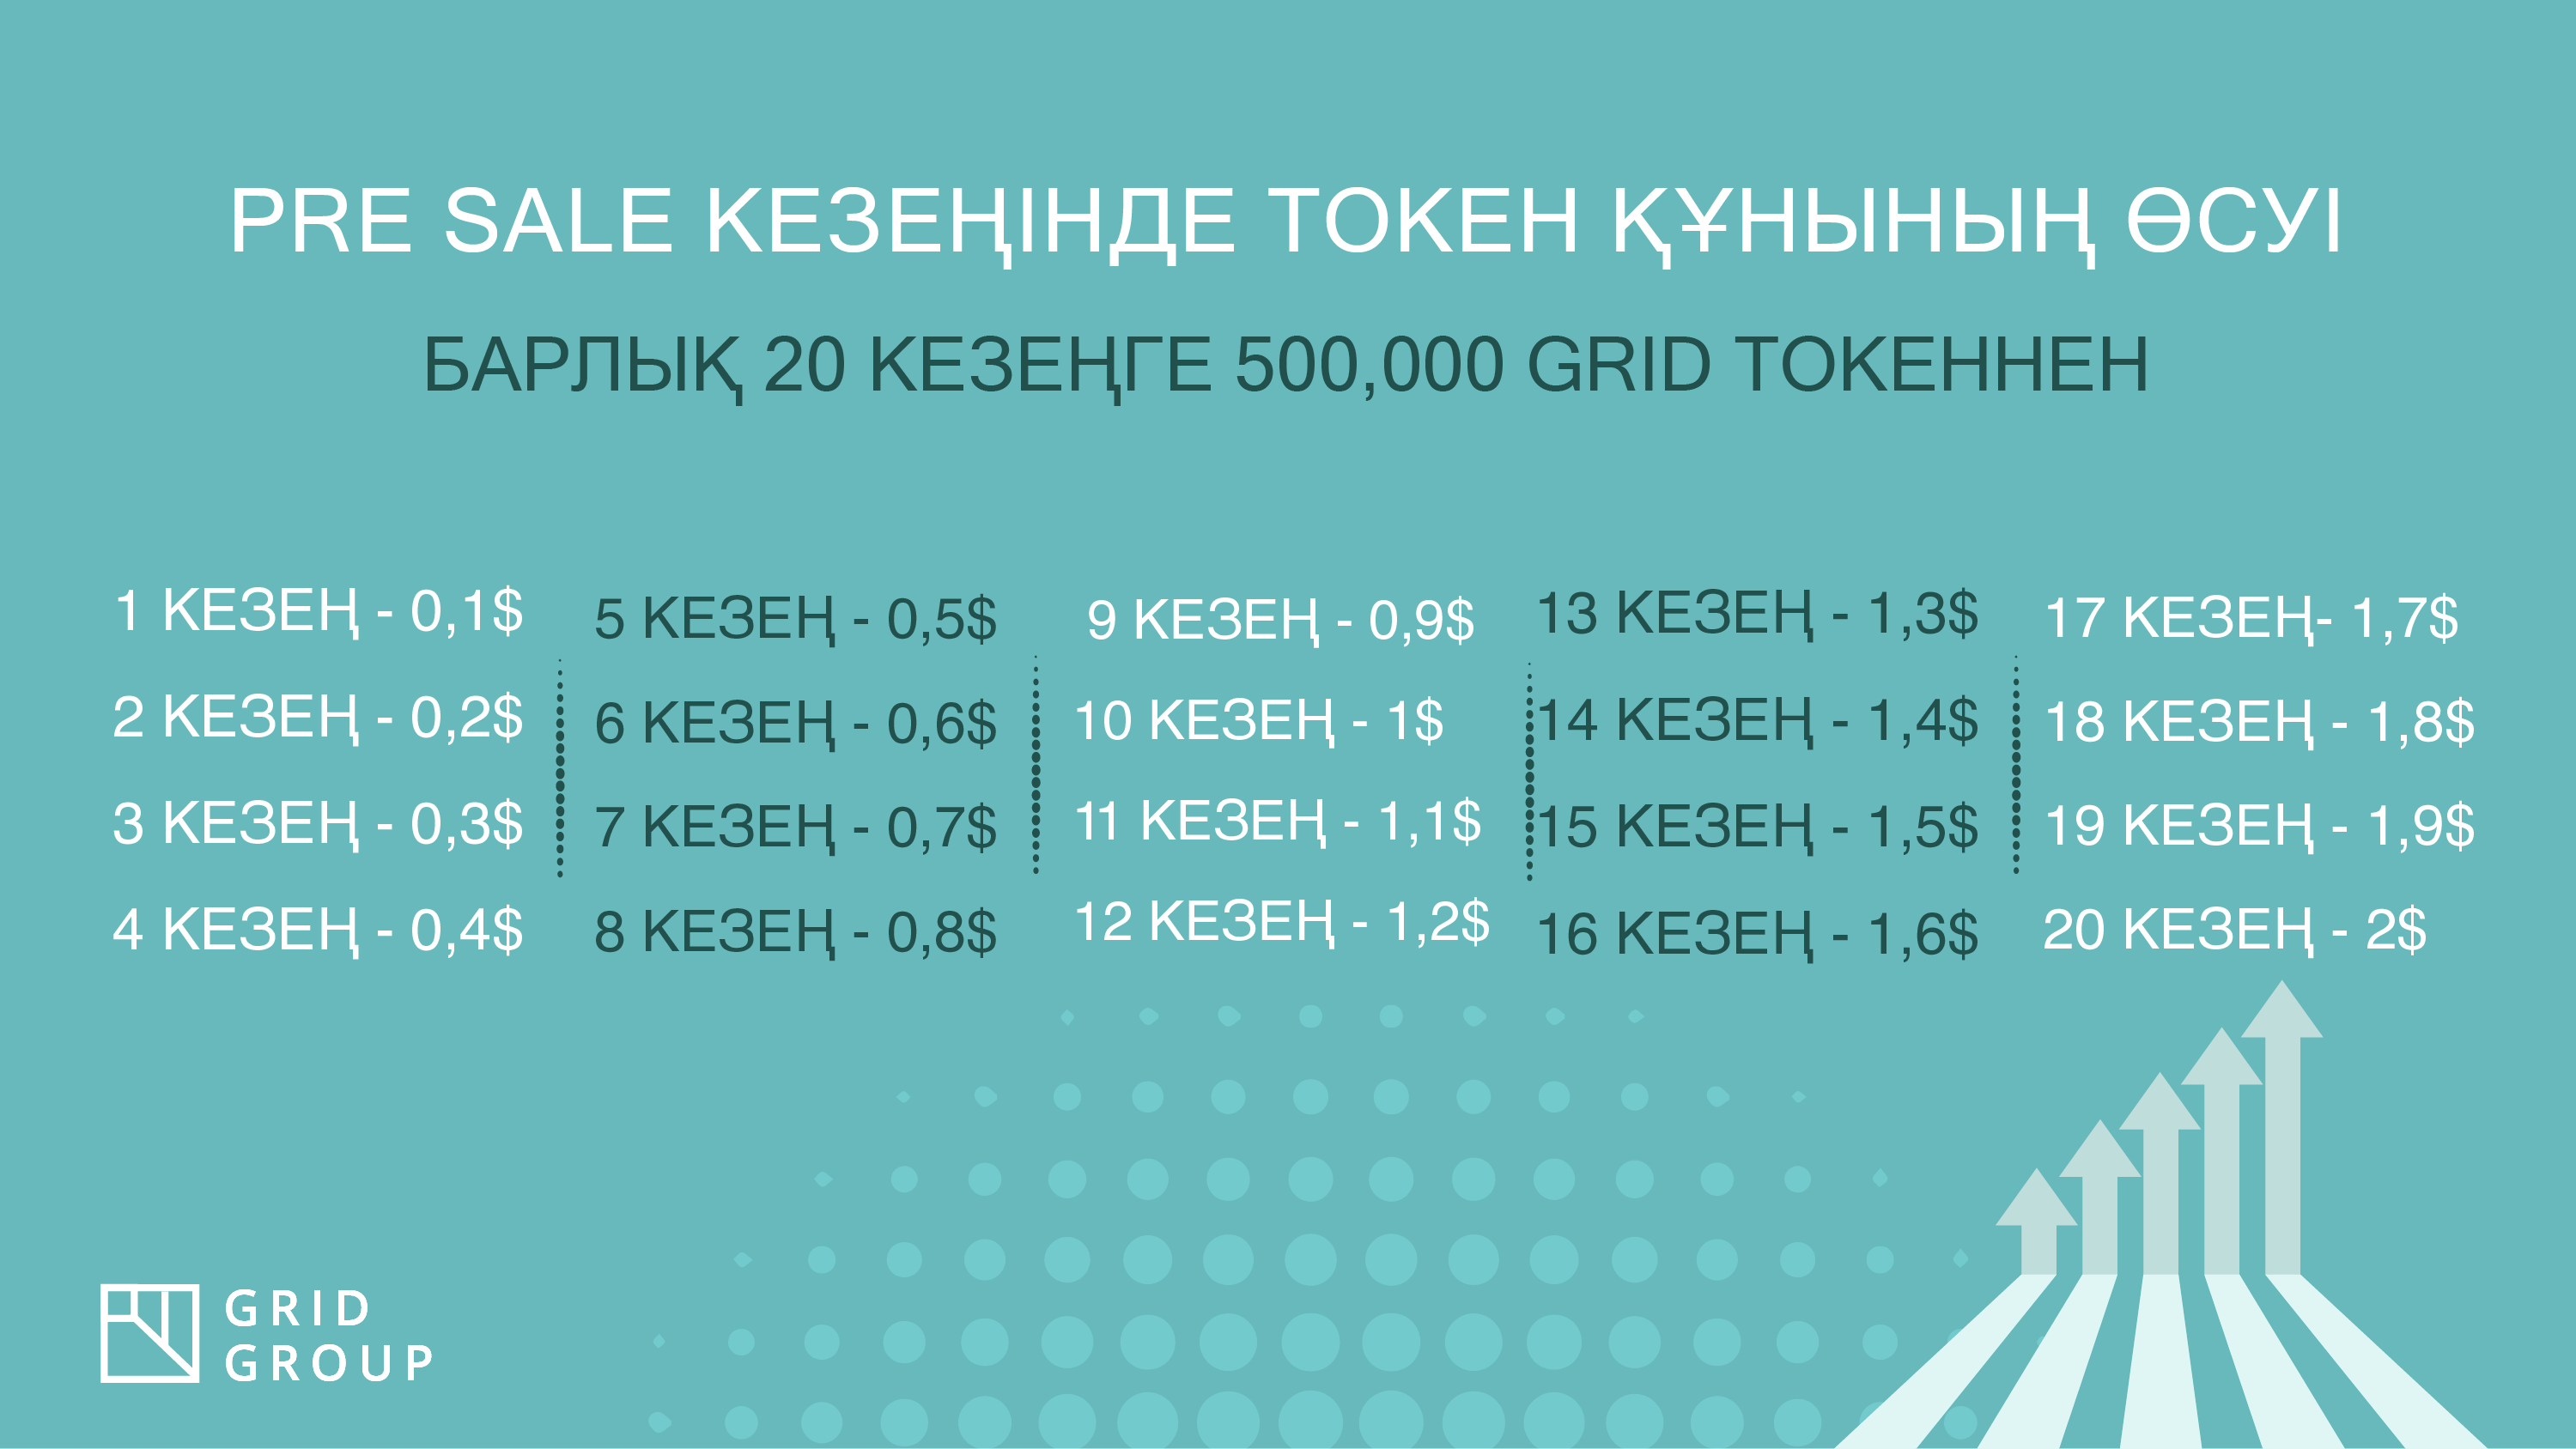 PRE SALE КЕЗЕҢІНДЕ ТОКЕН ҚҰНЫНЫҢ ӨСУІ
БАРЛЫҚ 20 КЕЗЕҢГЕ 500,000 GRID ТОКЕННЕН
1 КЕЗЕҢ - 0,1$
2 КЕЗЕҢ - 0,2$
3 КЕЗЕҢ - 0,3$
4 КЕЗЕҢ - 0,4$
5 КЕЗЕҢ - 0,5$
6 КЕЗЕҢ - 0,6$
7 КЕЗЕҢ - 0,7$
8 КЕЗЕҢ - 0,8$
9 КЕЗЕҢ - 0,9$
10 КЕЗЕҢ - 1$
11 КЕЗЕҢ - 1,1$
12 КЕЗЕҢ - 1,2$
13 КЕЗЕҢ - 1,3$
14 КЕЗЕҢ - 1,4$
15 КЕЗЕҢ - 1,5$
16 КЕЗЕҢ - 1,6$
17 КЕЗЕҢ- 1,7$
18 КЕЗЕҢ - 1,8$
19 КЕЗЕҢ - 1,9$
20 КЕЗЕҢ - 2$
GRID
GROUP